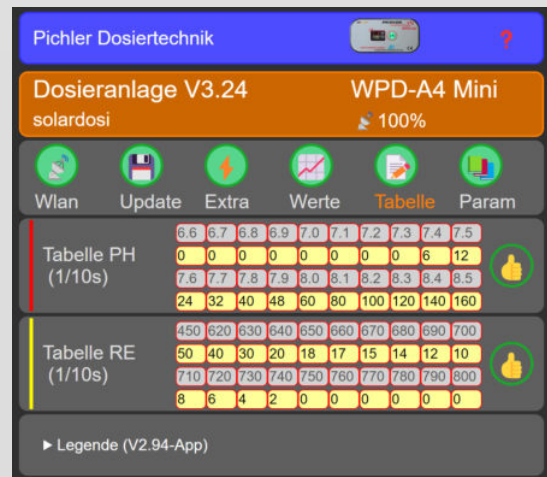 Pichler Dosiertechnik ?
Dosieranlage V3.24 WPD-A4 Mini
solardosi 100%
Wlan Update Extra Werte Tabelle Param
Tabelle PH
(1/10s)
6.6 6.7 6.8 6.9 7.0 7.1 7.2 7.3 7.4 7.5
0 0 0 0 0 0 0 0 6 12
7.6 7.7 7.8 7.9 8.0 8.1 8.2 8.3 8.4 8.5
24 32 40 48 60 80 100 120 140 160
Tabelle RE
(1/10s)
450 620 630 640 650 660 670 680 690 700
50 40 30 20 18 17 15 14 12 10
710 720 730 740 750 760 770 780 790 800
8 6 4 2 0 0 0 0 0 0
▶ Legende (V2.94-App)